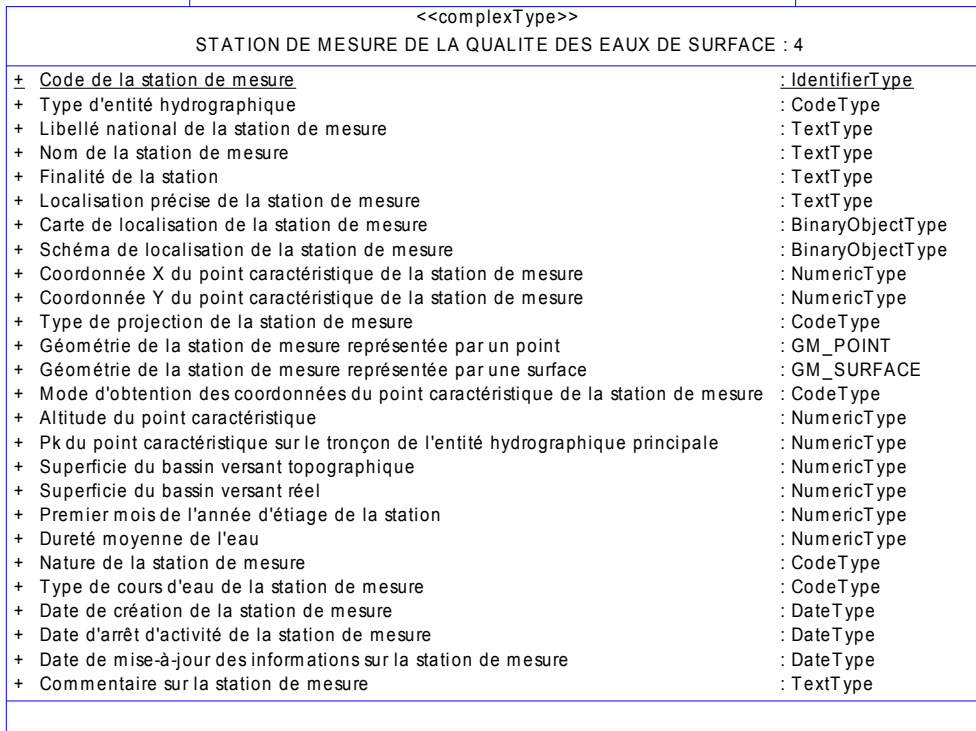 <<complexType>>
STATION DE MESURE DE LA QUALITE DES EAUX DE SURFACE : 4
+ Code de la station de mesure : IdentifierType
+ Type d'entité hydrographique : CodeType
+ Libellé national de la station de mesure : TextType
+ Nom de la station de mesure : TextType
+ Finalité de la station : TextType
+ Localisation précise de la station de mesure : TextType
+ Carte de localisation de la station de mesure : BinaryObjectType
+ Schéma de localisation de la station de mesure : BinaryObjectType
+ Coordonnée X du point caractéristique de la station de mesure : NumericType
+ Coordonnée Y du point caractéristique de la station de mesure : NumericType
+ Type de projection de la station de mesure : CodeType
+ Géométrie de la station de mesure représentée par un point : GM_POINT
+ Géométrie de la station de mesure représentée par une surface : GM_SURFACE
+ Mode d'obtention des coordonnées du point caractéristique de la station de mesure : CodeType
+ Altitude du point caractéristique : NumericType
+ Pk du point caractéristique sur le tronçon de l'entité hydrographique principale : NumericType
+ Superficie du bassin versant topographique : NumericType
+ Superficie du bassin versant réel : NumericType
+ Premier mois de l'année d'étiage de la station : NumericType
+ Dureté moyenne de l'eau : NumericType
+ Nature de la station de mesure : CodeType
+ Type de cours d'eau de la station de mesure : CodeType
+ Date de création de la station de mesure : DateType
+ Date d'arrêt d'activité de la station de mesure : DateType
+ Date de mise-à-jour des informations sur la station de mesure : DateType
+ Commentaire sur la station de mesure : TextType